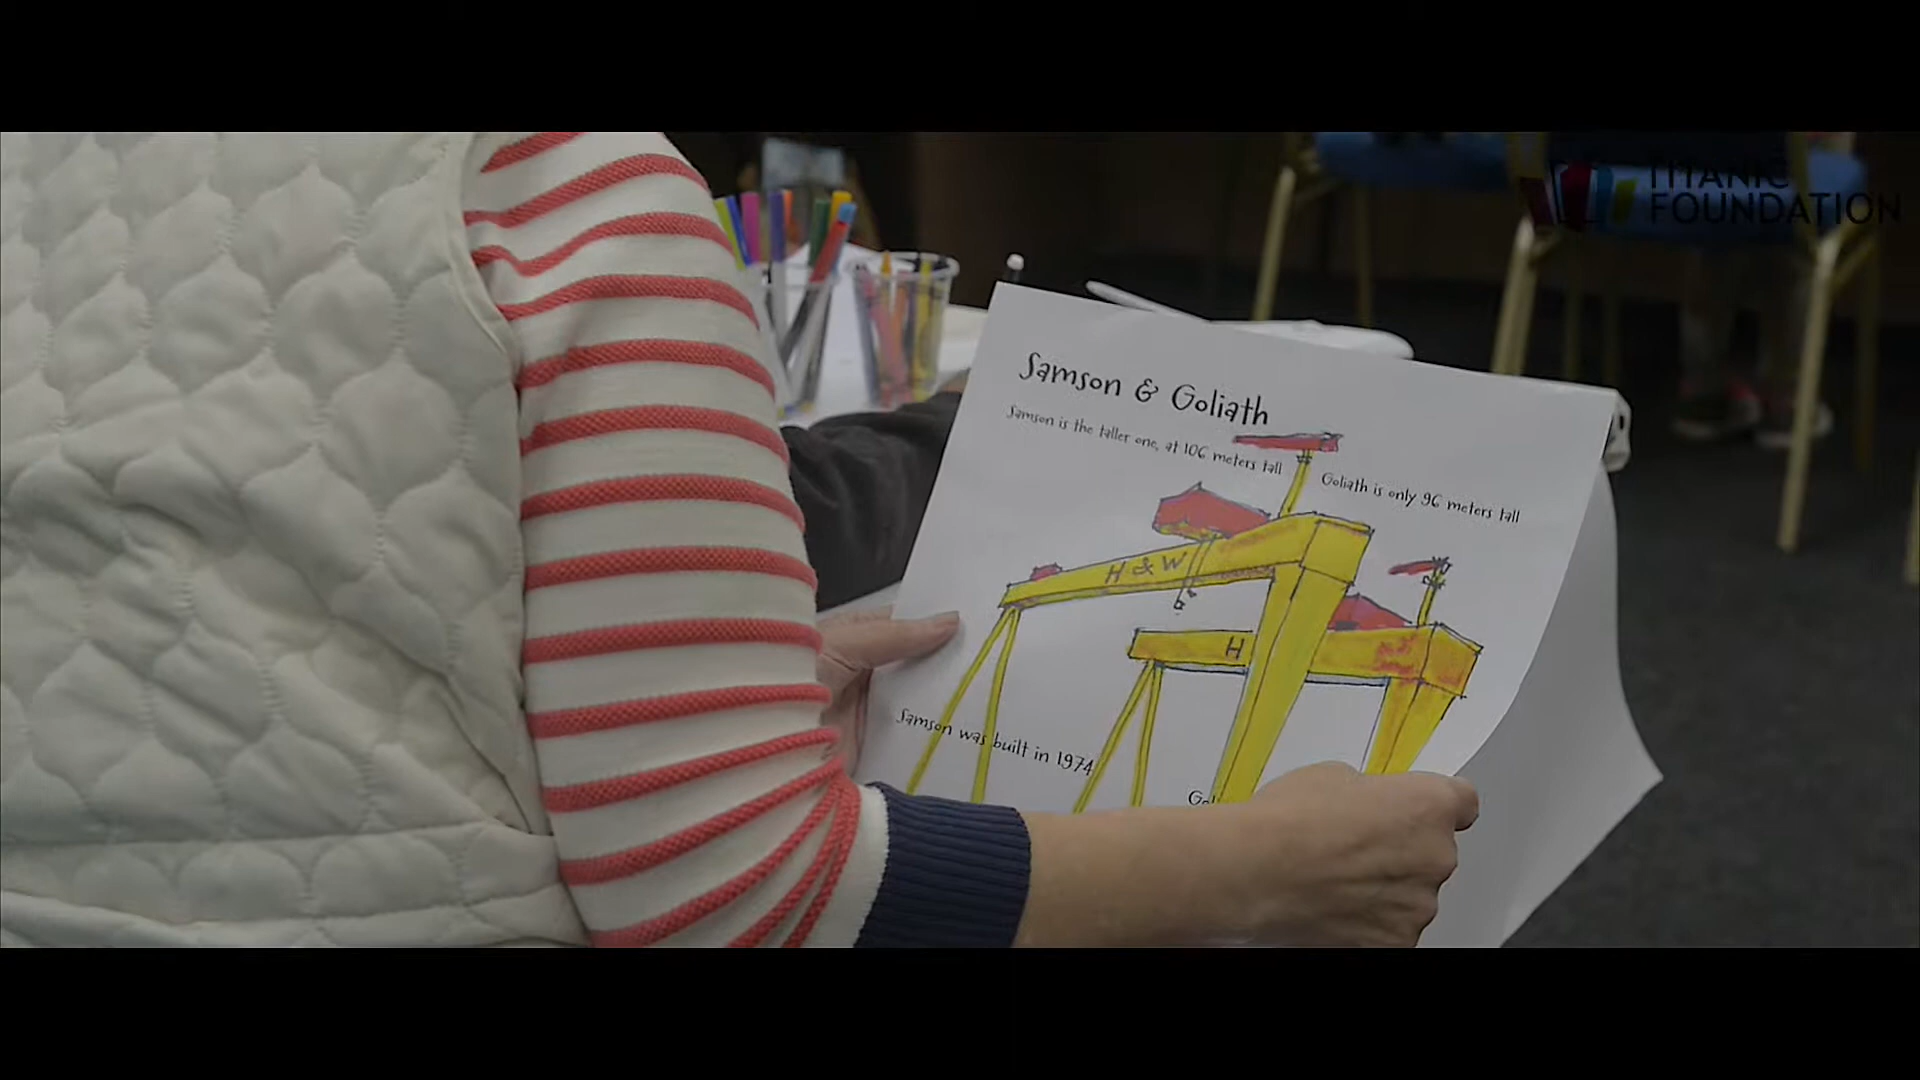 TITANIC
FOUNDATION
Samson & Goliath
Samson is the taller one, at 106 meters tall
Goliath is only 96 meters tall
H & W
H
Samson was built in 1974
Gol